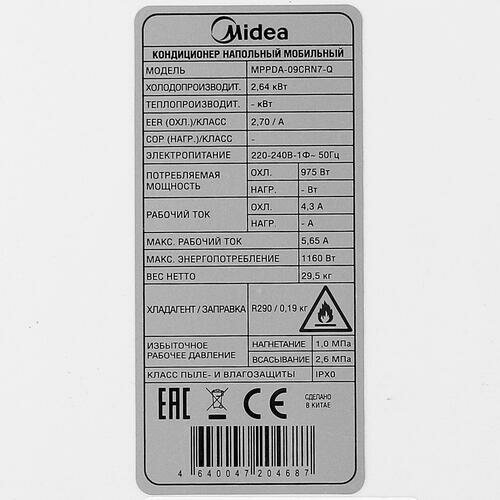 Midea
КОНДИЦИОНЕР НАПОЛЬНЫЙ МОБИЛЬНЫЙ
МОДЕЛЬ MPPDA-09CRN7-Q
ХОЛОДОПРОИЗВОДИТ. 2,64 кВт
ТЕПЛОПРОИЗВОДИТ. - кВт
EER (ОХЛ.)/КЛАСС 2,70 / A
COP (НАГР.)/КЛАСС -
ЭЛЕКТРОПИТАНИЕ 220-240В-1Ф~ 50Гц
ПОТРЕБЛЯЕМАЯ МОЩНОСТЬ ОХЛ. 975 Вт
НАГР. - Вт
РАБОЧИЙ ТОК ОХЛ. 4,3 А
НАГР. - А
МАКС. РАБОЧИЙ ТОК 5,65 А
МАКС. ЭНЕРГОПОТРЕБЛЕНИЕ 1160 Вт
ВЕС НЕТТО 29,5 кг
ХЛАДАГЕНТ / ЗАПРАВКА R290 / 0,19 кг
ИЗБЫТОЧНОЕ РАБОЧЕЕ ДАВЛЕНИЕ НАГНЕТАНИЕ 1,0 МПа
ВСАСЫВАНИЕ 2,6 МПа
КЛАСС ПЫЛЕ- И ВЛАГОЗАЩИТЫ IPX0
EAC CE СДЕЛАНО
В КИТАЕ
4 640047 204687